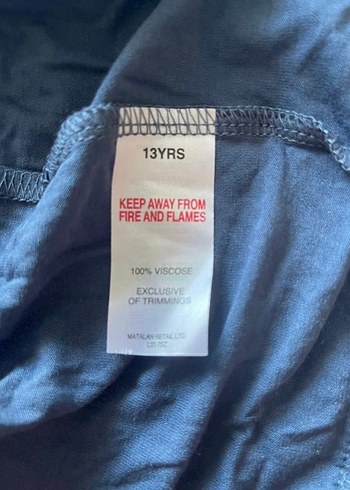 13YRS
KEEP AWAY FROM
FIRE AND FLAMES
100% VISCOSE
EXCLUSIVE
OF TRIMMINGS
MATALAN RETAIL LTD